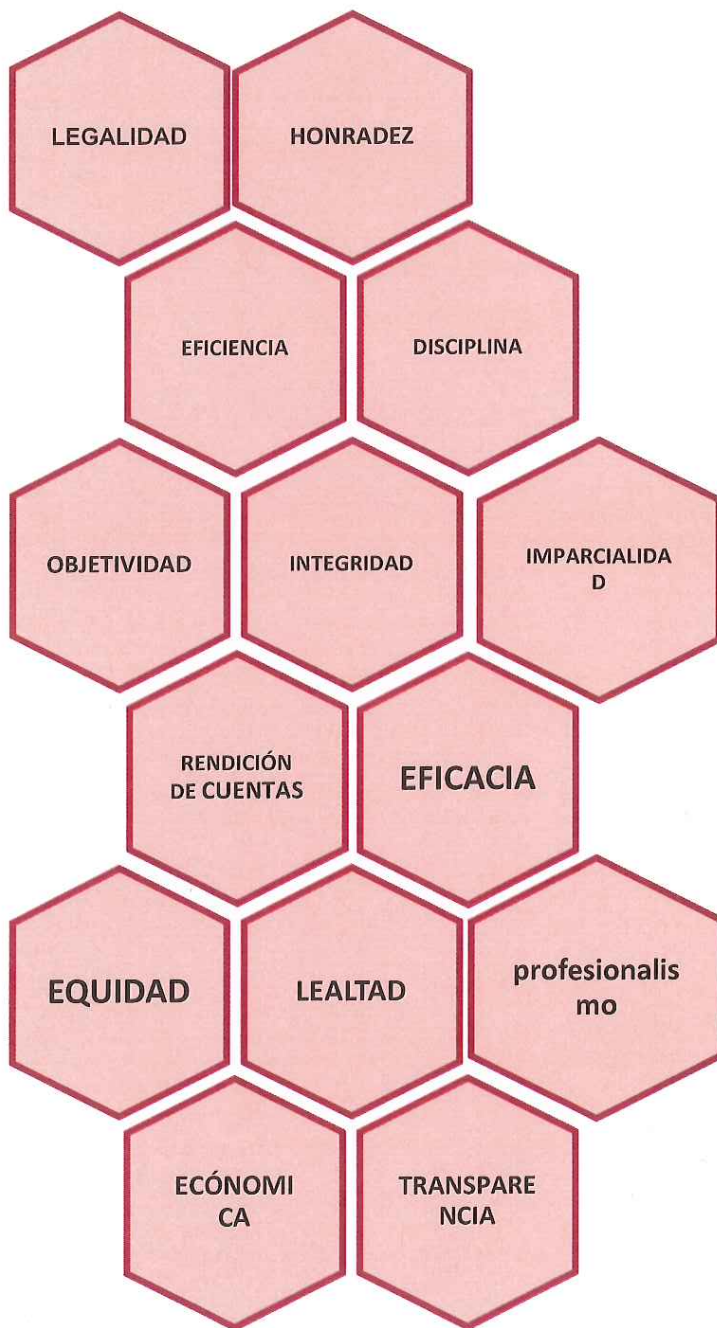 LEGALIDAD
HONRADEZ
EFICIENCIA
DISCIPLINA
OBJETIVIDAD
INTEGRIDAD
IMPARCIALIDA
D
RENDICIÓN
DE CUENTAS
EFICACIA
EQUIDAD
LEALTAD
profesionalis
mo
ECÓNOMI
CA
TRANSPARE
NCIA